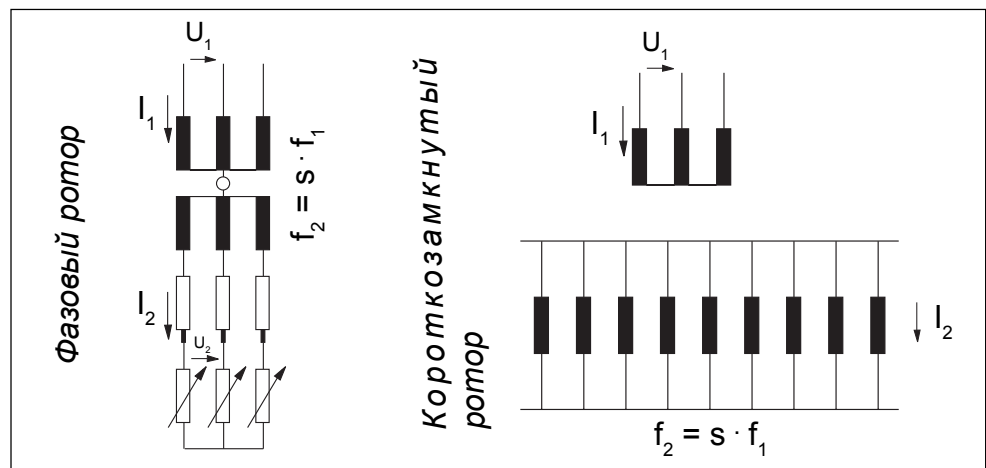 Фазовый ротор
U₁
I₁
f₂ = s · f₁
I₂
U₂
Короткозамкнутый
ротор
U₁
I₁
I₂
f₂ = s · f₁